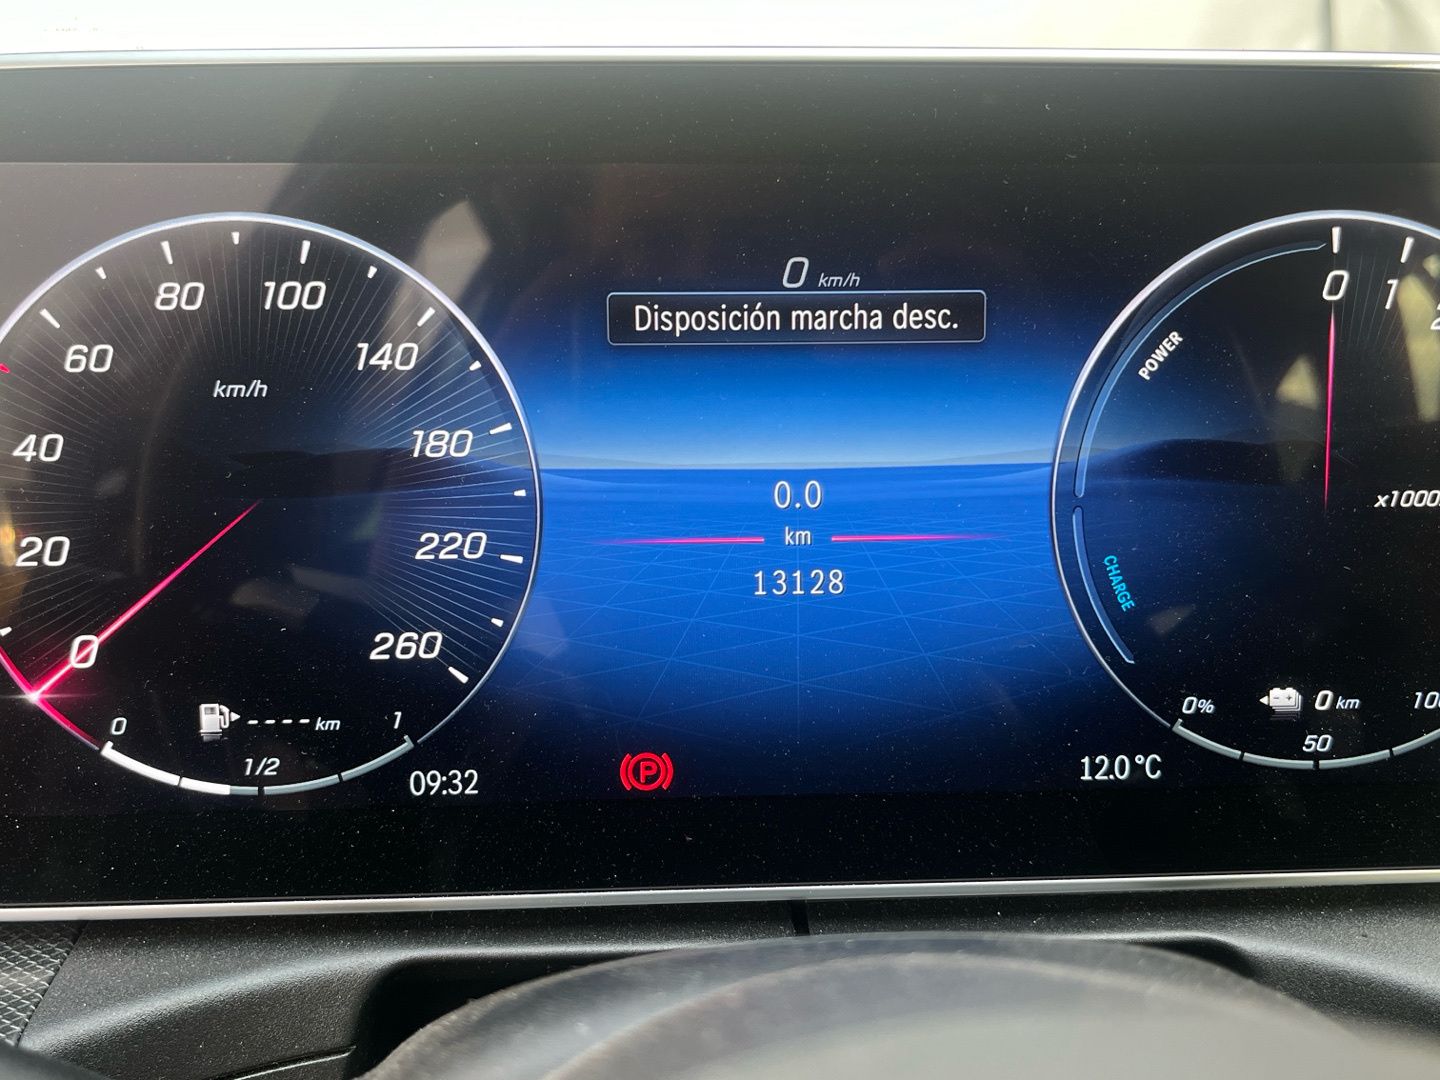 0 km/h
Disposición marcha desc.
80 100
60 140
km/h
40 180
20 220
0 260
0 1/2 1
---- km
09:32
0.0
km
13128
P
12.0°C
0 1
POWER
x1000
CHARGE
0% 50
0 km